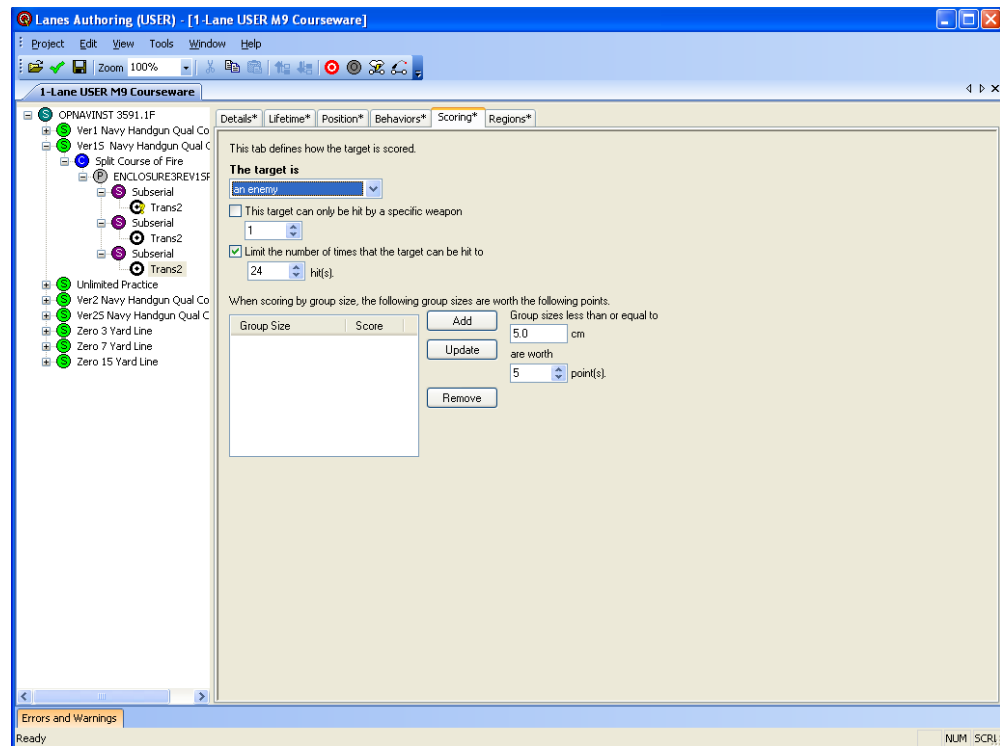 Lanes Authoring (USER) - [1-Lane USER M9 Courseware]
Project Edit View Tools Window Help
Zoom 100%
1-Lane USER M9 Courseware
OPNAVINST 3591.1F
Ver1 Navy Handgun Qual Co
Ver1S Navy Handgun Qual C
Split Course of Fire
ENCLOSURE3REV1SF
Subserial
Trans2
Subserial
Trans2
Subserial
Trans2
Unlimited Practice
Ver2 Navy Handgun Qual Co
Ver2S Navy Handgun Qual C
Zero 3 Yard Line
Zero 7 Yard Line
Zero 15 Yard Line
Details* Lifetime* Position* Behaviors* Scoring* Regions*
This tab defines how the target is scored.
The target is
an enemy
This target can only be hit by a specific weapon
1
Limit the number of times that the target can be hit to
24 hit(s).
When scoring by group size, the following group sizes are worth the following points.
Group Size Score
Add
Update
Remove
Group sizes less than or equal to
5.0 cm
are worth
5 point(s).
Errors and Warnings
Ready
NUM SCRL